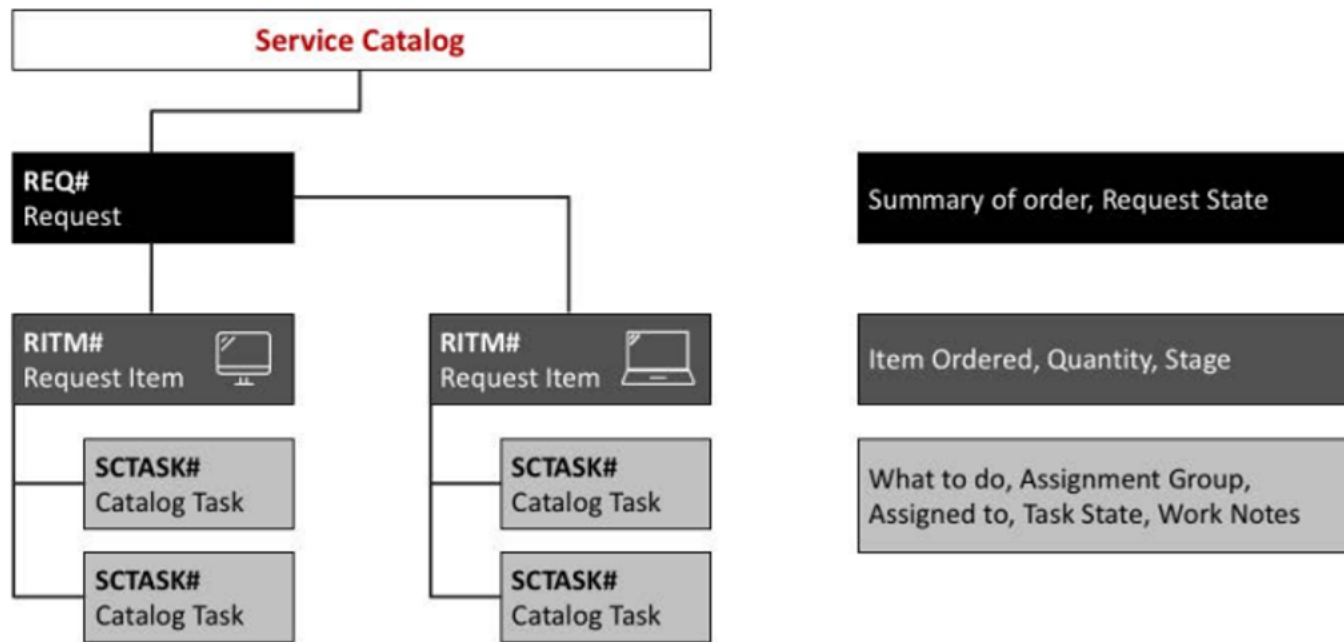 Service Catalog
REQ#
Request
Summary of order, Request State
RITM#
Request Item
RITM#
Request Item
Item Ordered, Quantity, Stage
SCTASK#
Catalog Task
SCTASK#
Catalog Task
What to do, Assignment Group,
Assigned to, Task State, Work Notes
SCTASK#
Catalog Task
SCTASK#
Catalog Task